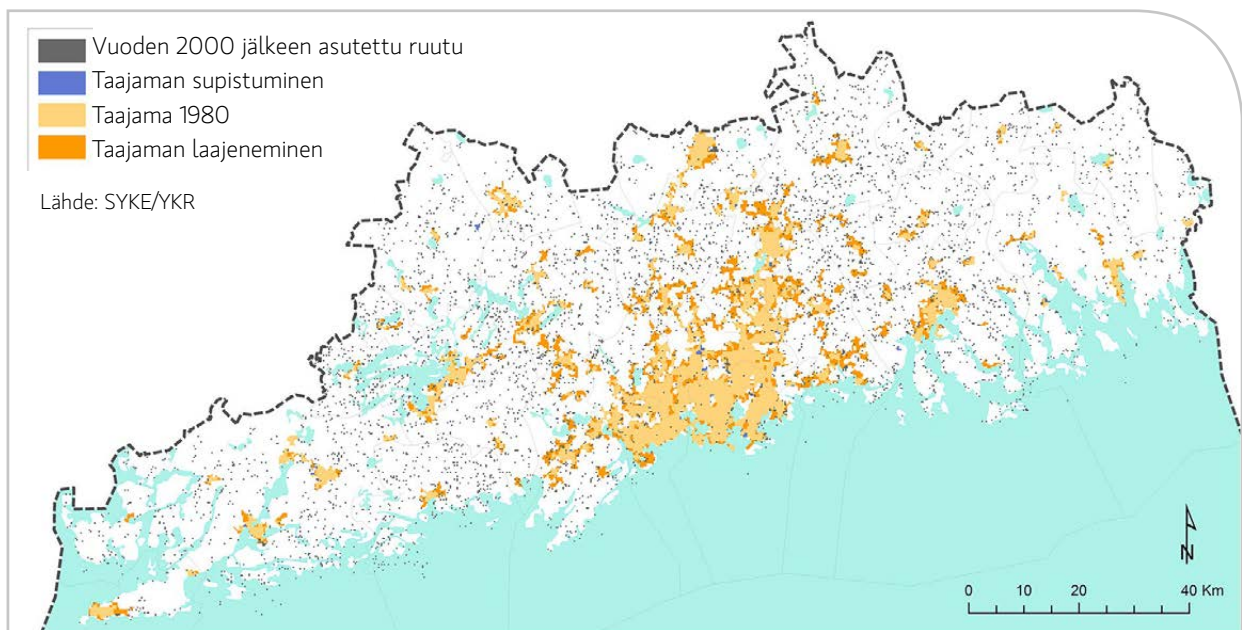 Vuoden 2000 jälkeen asutettu ruutu
Taajaman supistuminen
Taajama 1980
Taajaman laajeneminen
Lähde: SYKE/YKR
N
0 10 20 40 Km